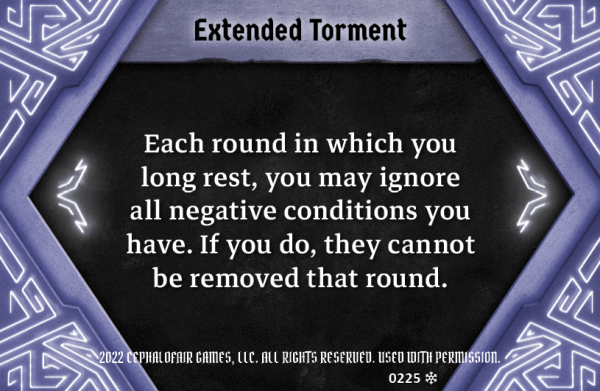 Extended Torment
Each round in which you
long rest, you may ignore
all negative conditions you
have. If you do, they cannot
be removed that round.
2022 CEPHALOFAIR GAMES, LLC. ALL RIGHTS RESERVED. USED WITH PERMISSION.
0225